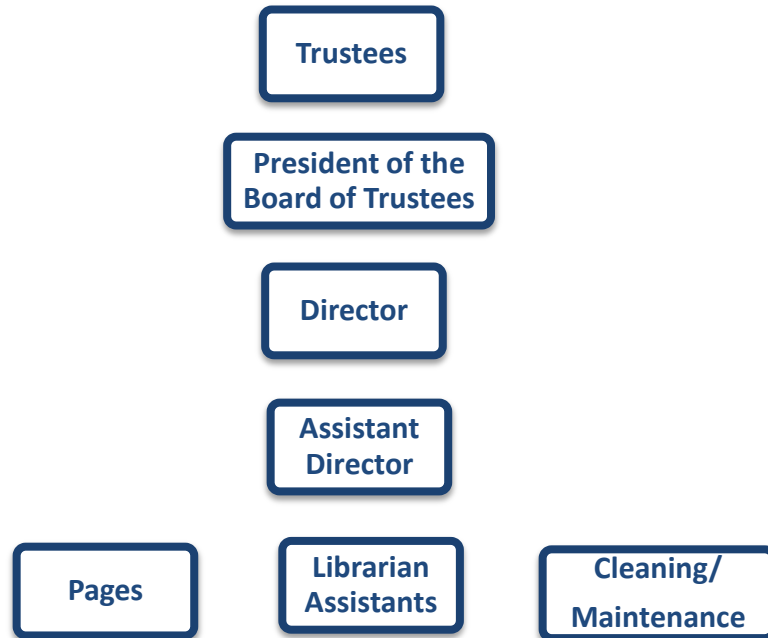 Trustees
President of the
Board of Trustees
Director
Assistant
Director
Pages
Librarian
Assistants
Cleaning/
Maintenance